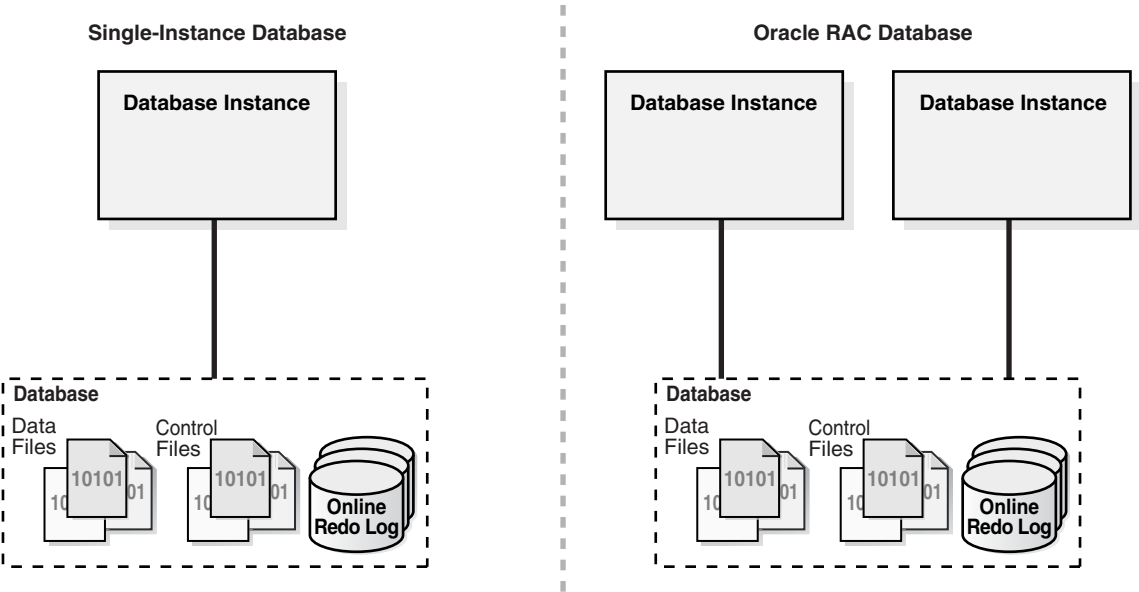 Single-Instance Database
Database Instance
Database
Data
Files
10101
10
01
Control
Files
10101
10
01
Online
Redo Log
Oracle RAC Database
Database Instance
Database Instance
Database
Data
Files
10101
10
01
Control
Files
10101
10
01
Online
Redo Log